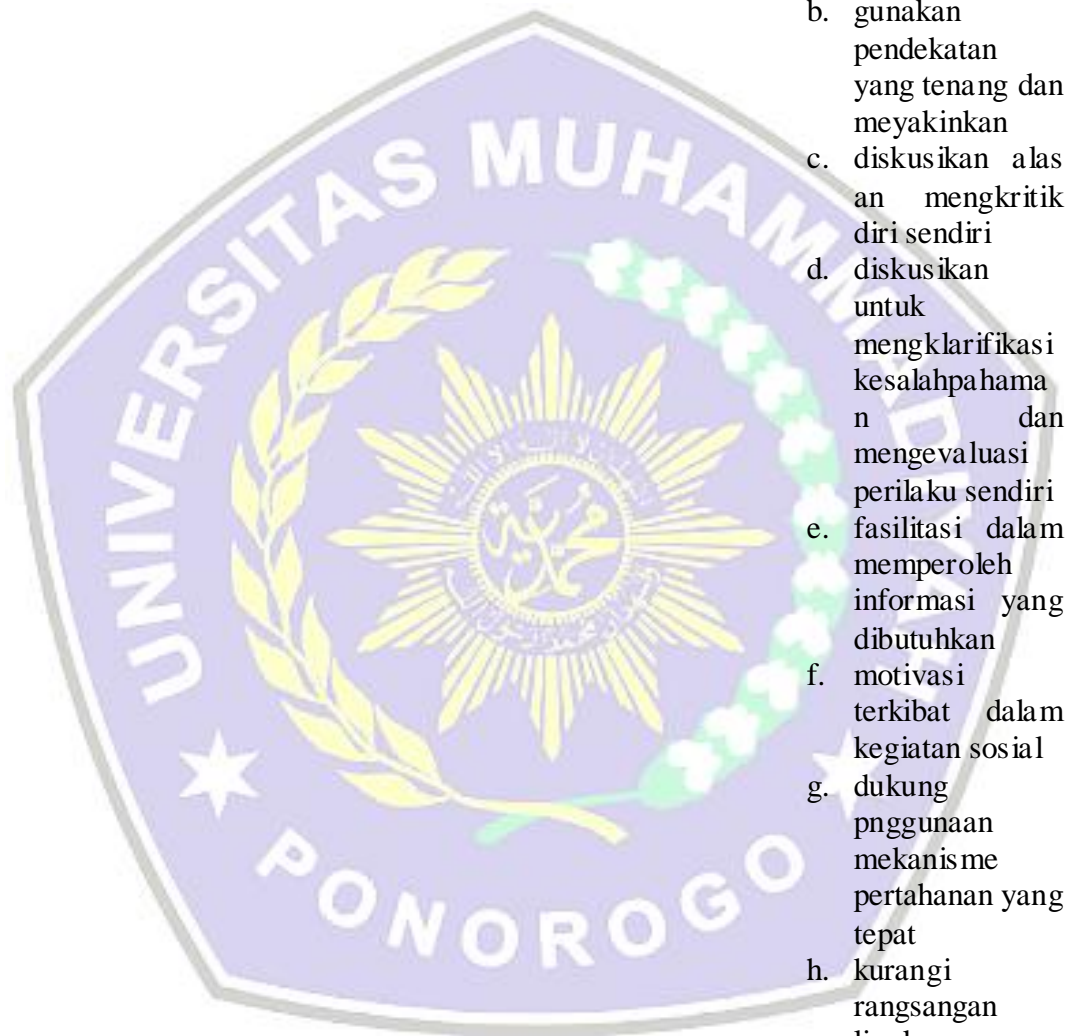 b. gunakan
pendekatan
yang tenang dan
meyakinkan
c. diskusikan alas
an mengkritik
diri sendiri
d. diskusikan
untuk
mengklarifikasi
kesalahpahama
n dan
mengevaluasi
perilaku sendiri
e. fasilitasi dalam
memperoleh
informasi yang
dibutuhkan
f. motivasi
terkibat dalam
kegiatan sosial
g. dukung
pnggunaan
mekanisme
pertahanan yang
tepat
h. kurangi
rangsangan
UNIVERSITAS MUHAMMADIYAH
PONOROGO